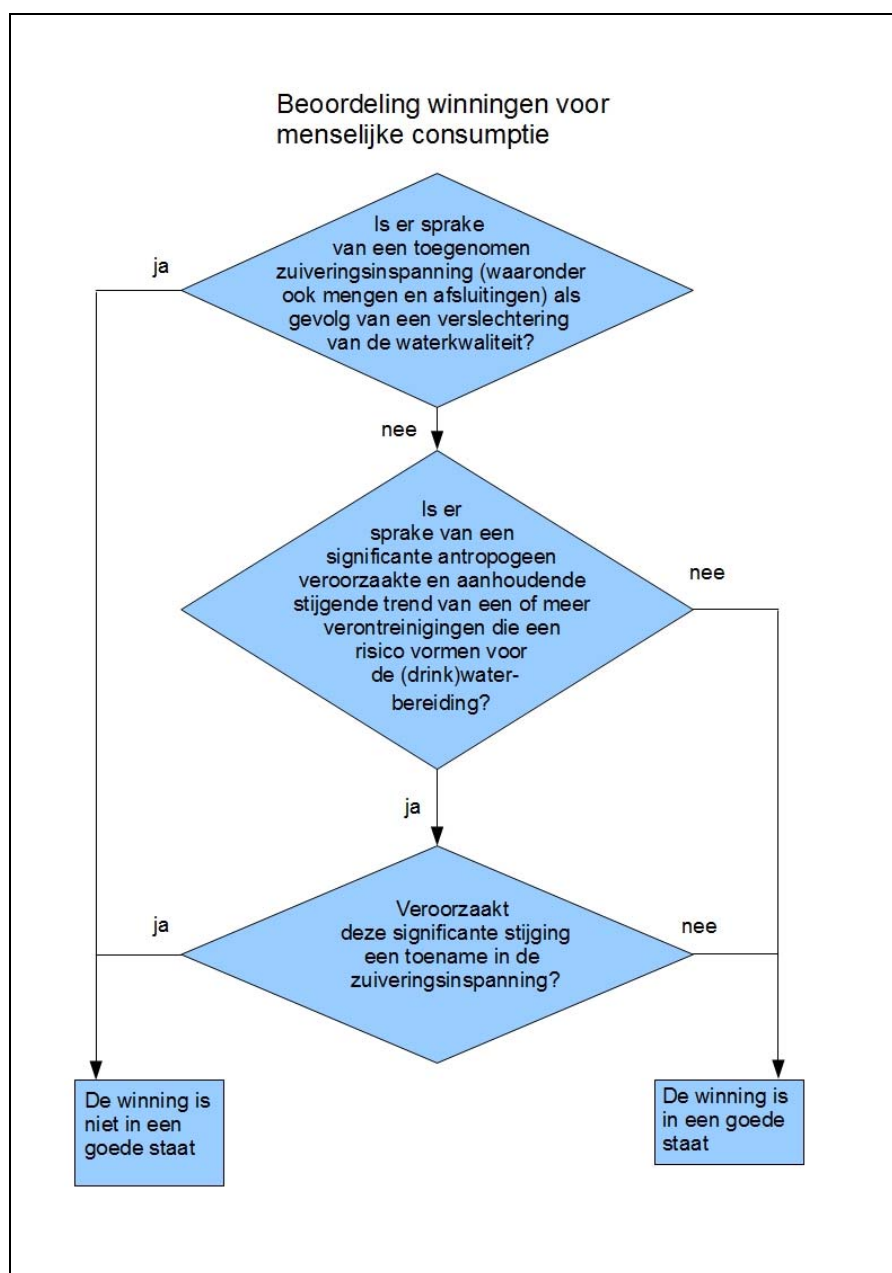 Beoordeling winningen voor
menselijke consumptie
Is er sprake
van een toegenomen
zuiveringsinspanning (waaronder
ook mengen en afsluitingen) als
gevolg van een verslechtering
van de waterkwaliteit?
ja
nee
Is er
sprake van een
significante antropogeen
veroorzaakte en aanhoudende
stijgende trend van een of meer
verontreinigingen die een
risico vormen voor
de (drink)water-
bereiding?
nee
ja
Veroorzaakt
deze significante stijging
een toename in de
zuiveringsinspanning?
ja
nee
De winning is
niet in een
goede staat
De winning is
in een goede
staat